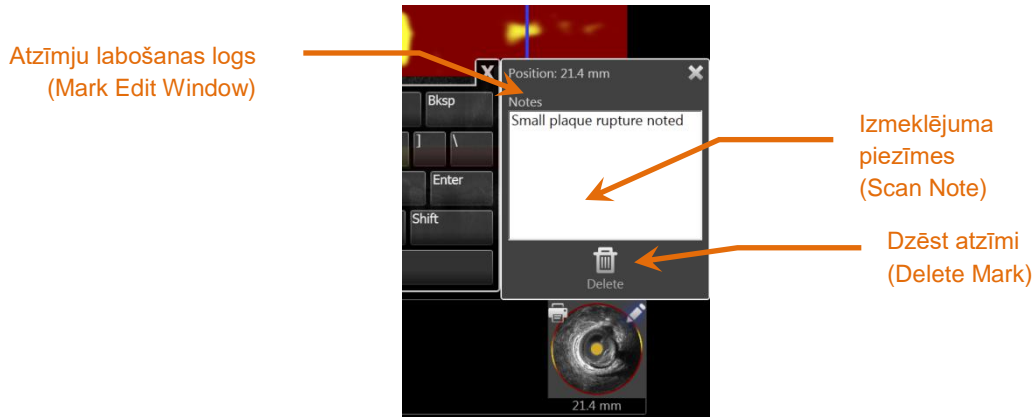 Atzīmju labošanas logs
(Mark Edit Window)
X
Position: 21.4 mm
Bksp
Notes
Small plaque rupture noted
]
\
Enter
Shift
Delete
21.4 mm
Izmeklējuma
piezīmes
(Scan Note)
Dzēst atzīmi
(Delete Mark)